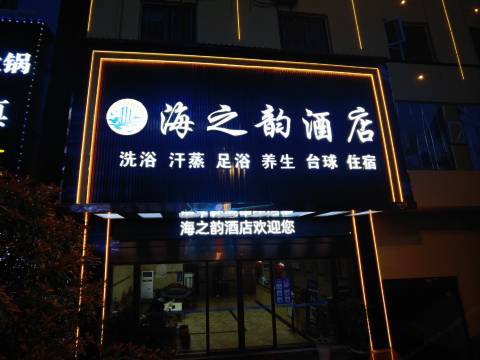 海之韵酒店
洗浴 汗蒸 足浴 养生 台球 住宿
海之韵酒店欢迎您
锅